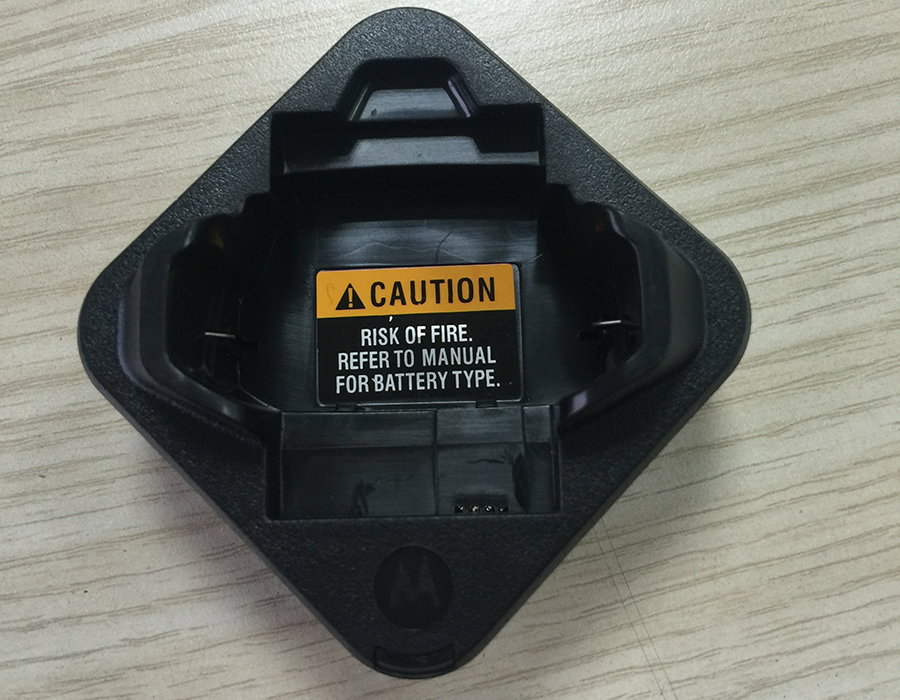 CAUTION
RISK OF FIRE.
REFER TO MANUAL
FOR BATTERY TYPE.